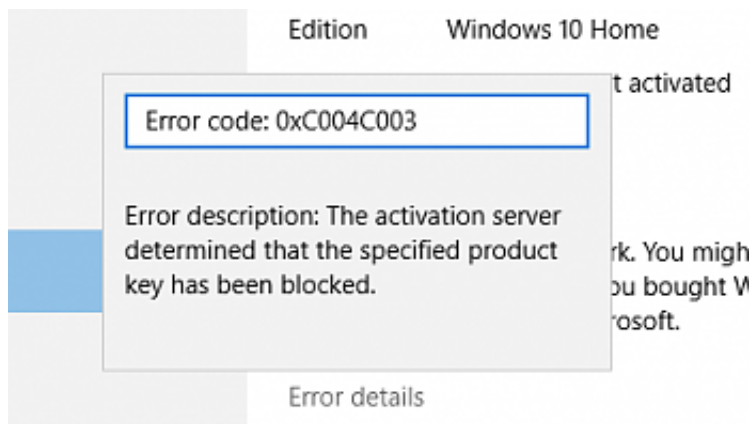 Edition Windows 10 Home
t activated
Error code: 0xC004C003
Error description: The activation server
determined that the specified product
key has been blocked.
rk. You migh
ou bought W
rosoft.
Error details